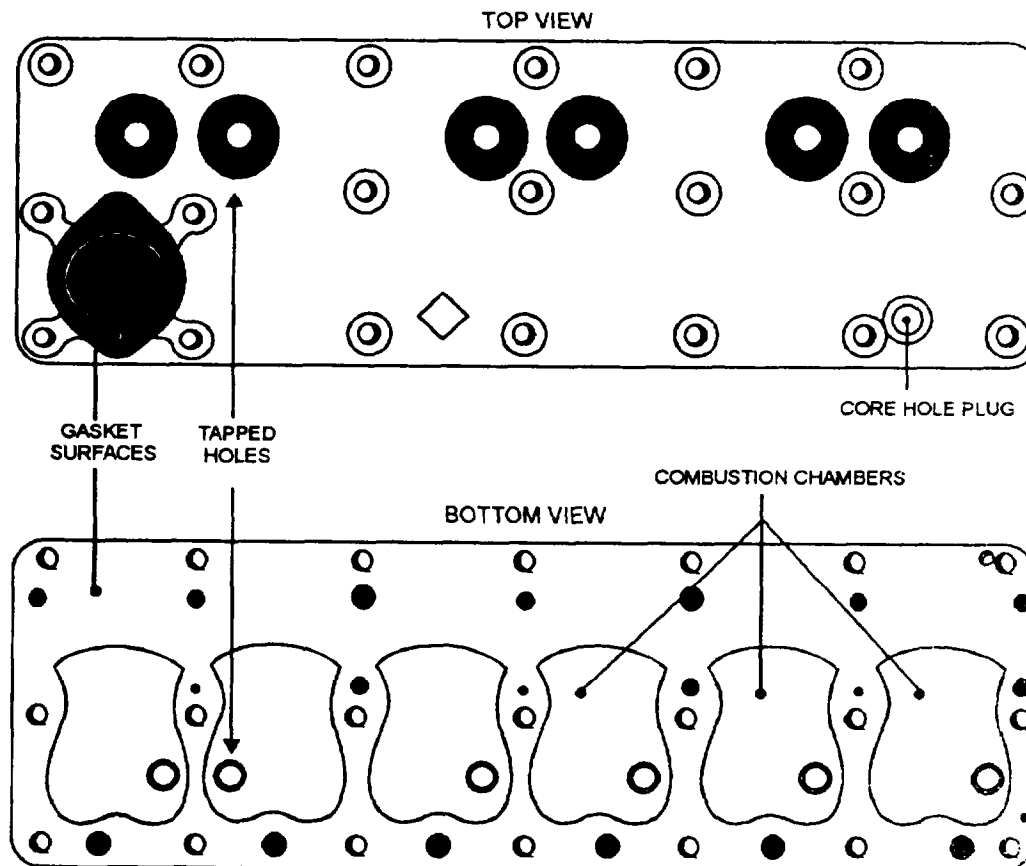 TOP VIEW
GASKET
SURFACES
TAPPED
HOLES
CORE HOLE PLUG
COMBUSTION CHAMBERS
BOTTOM VIEW